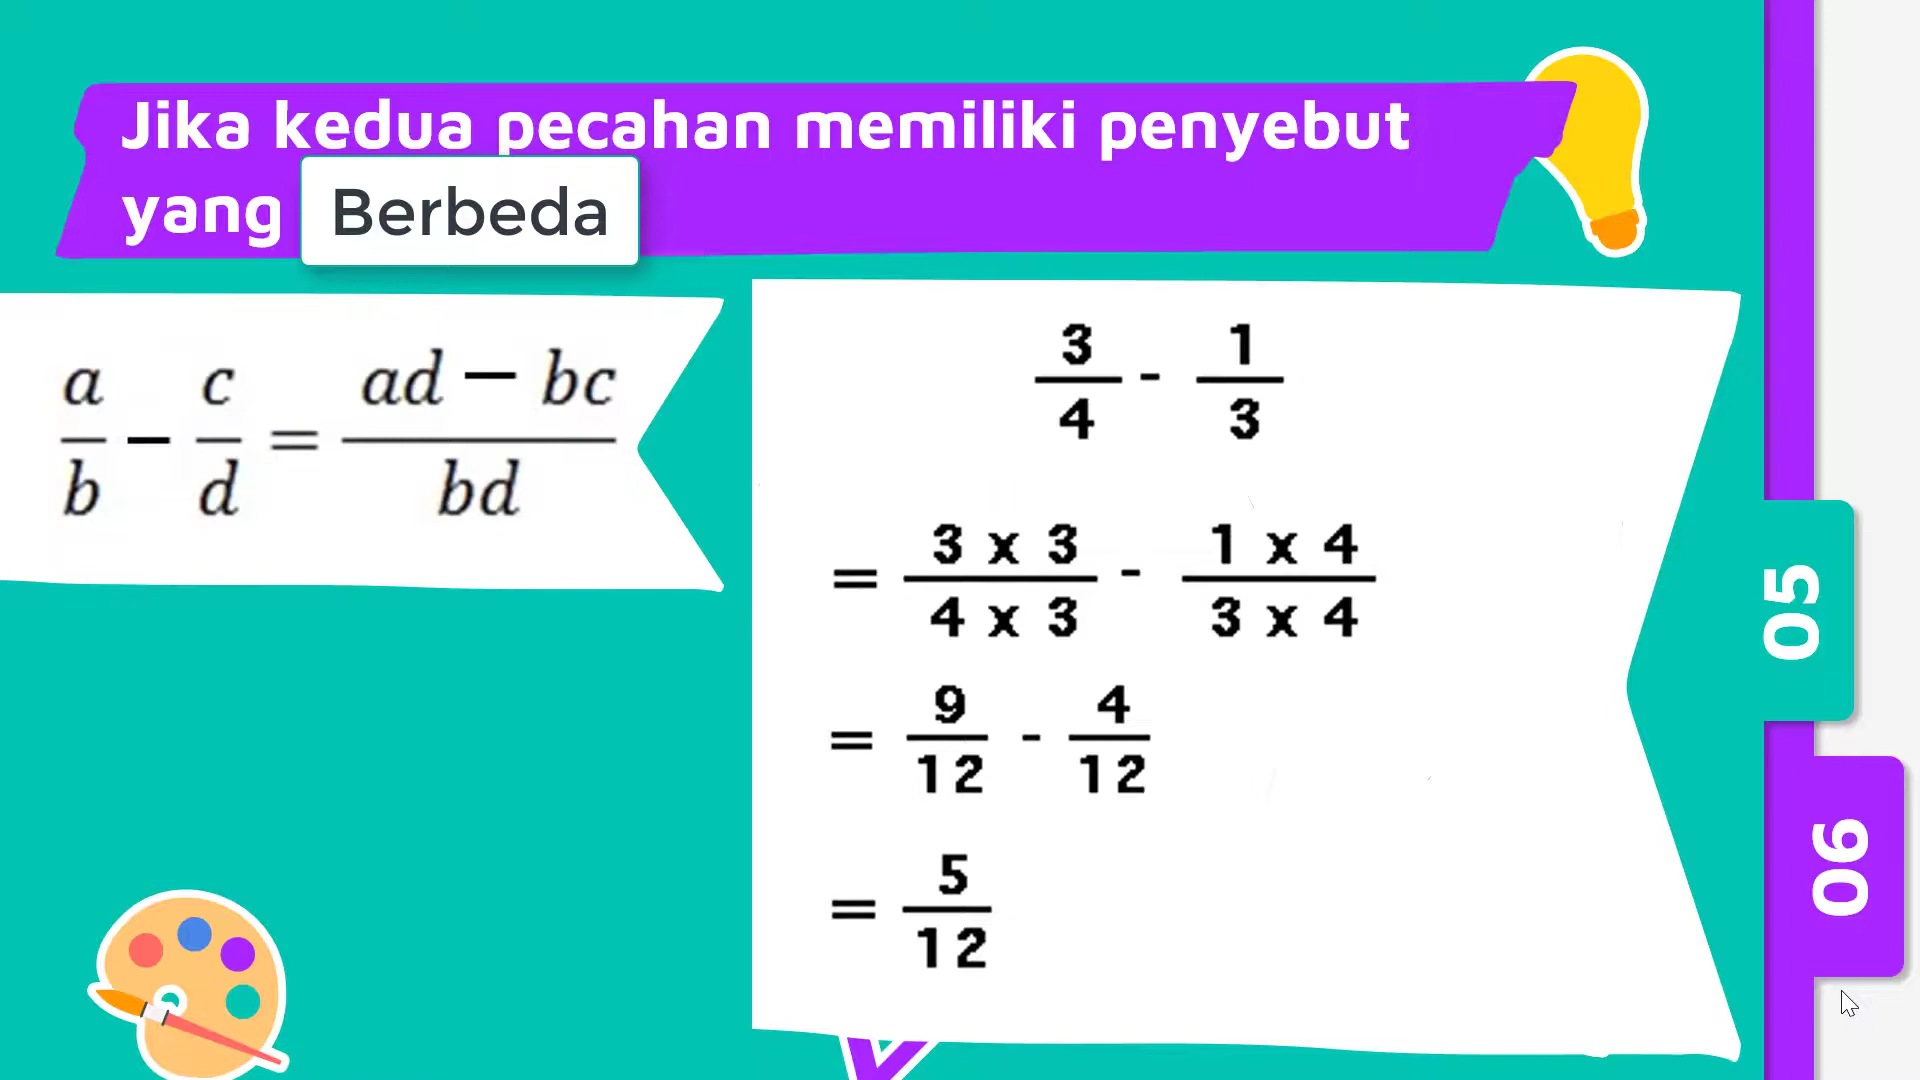 Jika kedua pecahan memiliki penyebut
yang Berbeda
a/b − c/d = ad − bc/bd
3/4 - 1/3
= 3 x 3/4 x 3 - 1 x 4/3 x 4
= 9/12 - 4/12
= 5/12
05
06